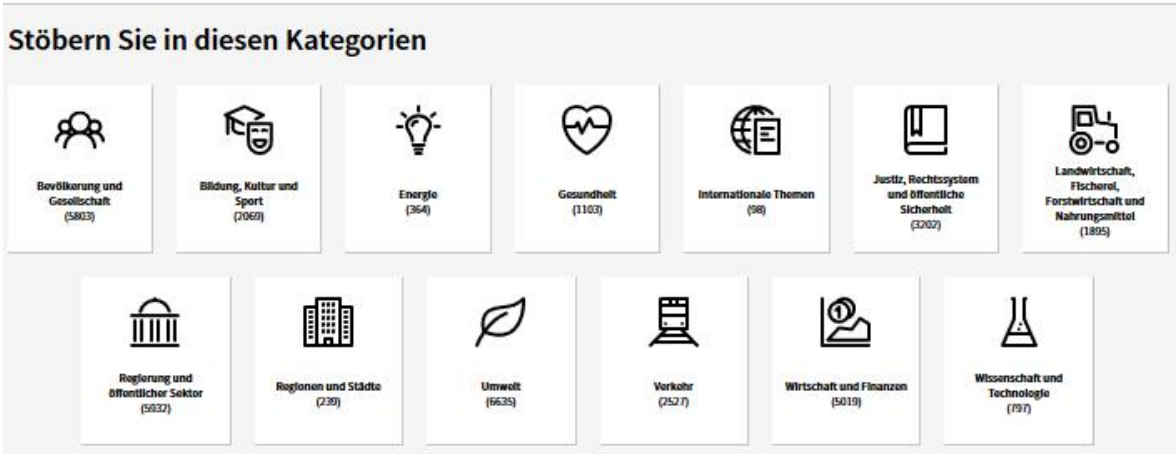 Stöbern Sie in diesen Kategorien
Bevölkerung und
Gesellschaft
(5803)
Bildung, Kultur und
Sport
(2069)
Energie
(364)
Gesundheit
(1103)
Internationale Themen
(98)
Justiz, Rechtssystem
und öffentliche
Sicherheit
(3202)
Landwirtschaft,
Fischerei,
Forstwirtschaft und
Nahrungsmittel
(1895)
Regierung und
öffentlicher Sektor
(5932)
Regionen und Städte
(239)
Umwelt
(6635)
Verkehr
(2527)
1
Wirtschaft und Finanzen
(5019)
Wissenschaft und
Technologie
(797)